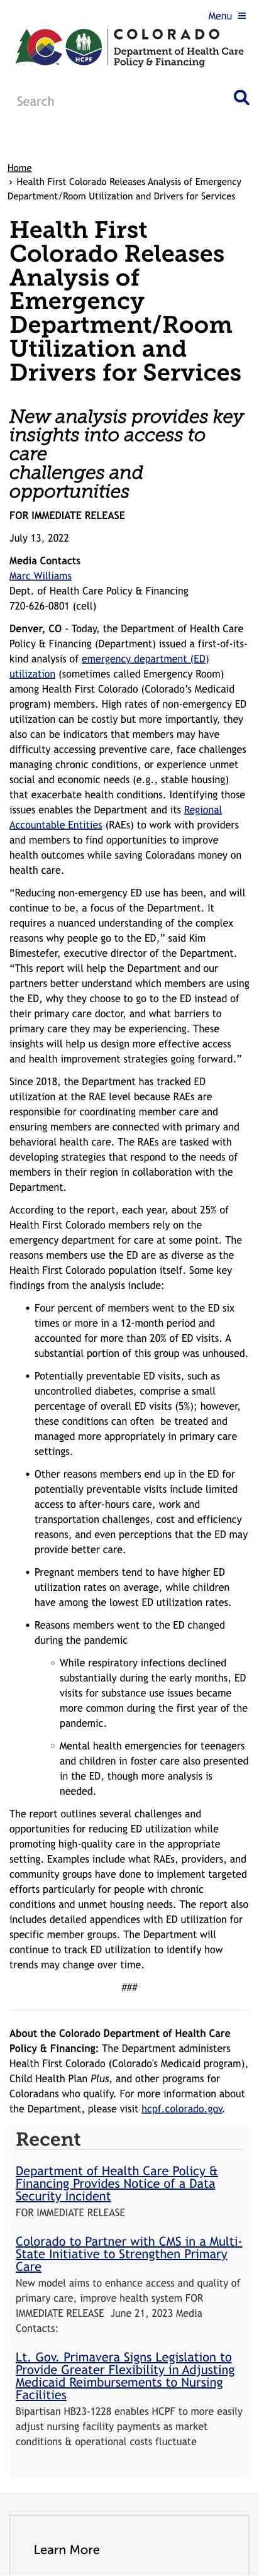 Menu ≡
COLORADO
Department of Health Care
Policy & Financing
HCPF
Search
Home
› Health First Colorado Releases Analysis of Emergency
Department/Room Utilization and Drivers for Services
Health First
Colorado Releases
Analysis of
Emergency
Department/Room
Utilization and
Drivers for Services
New analysis provides key
insights into access to
care
challenges and
opportunities
FOR IMMEDIATE RELEASE
July 13, 2022
Media Contacts
Marc Williams
Dept. of Health Care Policy & Financing
720-626-0801 (cell)
Denver, CO - Today, the Department of Health Care
Policy & Financing (Department) issued a first-of-its-
kind analysis of emergency department (ED)
utilization (sometimes called Emergency Room)
among Health First Colorado (Colorado’s Medicaid
program) members. High rates of non-emergency ED
utilization can be costly but more importantly, they
also can be indicators that members may have
difficulty accessing preventive care, face challenges
managing chronic conditions, or experience unmet
social and economic needs (e.g., stable housing)
that exacerbate health conditions. Identifying those
issues enables the Department and its Regional
Accountable Entities (RAEs) to work with providers
and members to find opportunities to improve
health outcomes while saving Coloradans money on
health care.
“Reducing non-emergency ED use has been, and will
continue to be, a focus of the Department. It
requires a nuanced understanding of the complex
reasons why people go to the ED,” said Kim
Bimestefer, executive director of the Department.
“This report will help the Department and our
partners better understand which members are using
the ED, why they choose to go to the ED instead of
their primary care doctor, and what barriers to
primary care they may be experiencing. These
insights will help us design more effective access
and health improvement strategies going forward.”
Since 2018, the Department has tracked ED
utilization at the RAE level because RAEs are
responsible for coordinating member care and
ensuring members are connected with primary and
behavioral health care. The RAEs are tasked with
developing strategies that respond to the needs of
members in their region in collaboration with the
Department.
According to the report, each year, about 25% of
Health First Colorado members rely on the
emergency department for care at some point. The
reasons members use the ED are as diverse as the
Health First Colorado population itself. Some key
findings from the analysis include:
• Four percent of members went to the ED six
times or more in a 12-month period and
accounted for more than 20% of ED visits. A
substantial portion of this group was unhoused.
• Potentially preventable ED visits, such as
uncontrolled diabetes, comprise a small
percentage of overall ED visits (5%); however,
these conditions can often be treated and
managed more appropriately in primary care
settings.
• Other reasons members end up in the ED for
potentially preventable visits include limited
access to after-hours care, work and
transportation challenges, cost and efficiency
reasons, and even perceptions that the ED may
provide better care.
• Pregnant members tend to have higher ED
utilization rates on average, while children
have among the lowest ED utilization rates.
• Reasons members went to the ED changed
during the pandemic
◦ While respiratory infections declined
substantially during the early months, ED
visits for substance use issues became
more common during the first year of the
pandemic.
◦ Mental health emergencies for teenagers
and children in foster care also presented
in the ED, though more analysis is
needed.
The report outlines several challenges and
opportunities for reducing ED utilization while
promoting high-quality care in the appropriate
setting. Examples include what RAEs, providers, and
community groups have done to implement targeted
efforts particularly for people with chronic
conditions and unmet housing needs. The report also
includes detailed appendices with ED utilization for
specific member groups. The Department will
continue to track ED utilization to identify how
trends may change over time.
###
About the Colorado Department of Health Care
Policy & Financing: The Department administers
Health First Colorado (Colorado's Medicaid program),
Child Health Plan Plus, and other programs for
Coloradans who qualify. For more information about
the Department, please visit hcpf.colorado.gov.
Recent
Department of Health Care Policy &
Financing Provides Notice of a Data
Security Incident
FOR IMMEDIATE RELEASE
Colorado to Partner with CMS in a Multi-
State Initiative to Strengthen Primary
Care
New model aims to enhance access and quality of
primary care, improve health system FOR
IMMEDIATE RELEASE June 21, 2023 Media
Contacts:
Lt. Gov. Primavera Signs Legislation to
Provide Greater Flexibility in Adjusting
Medicaid Reimbursements to Nursing
Facilities
Bipartisan HB23-1228 enables HCPF to more easily
adjust nursing facility payments as market
conditions & operational costs fluctuate
Learn More